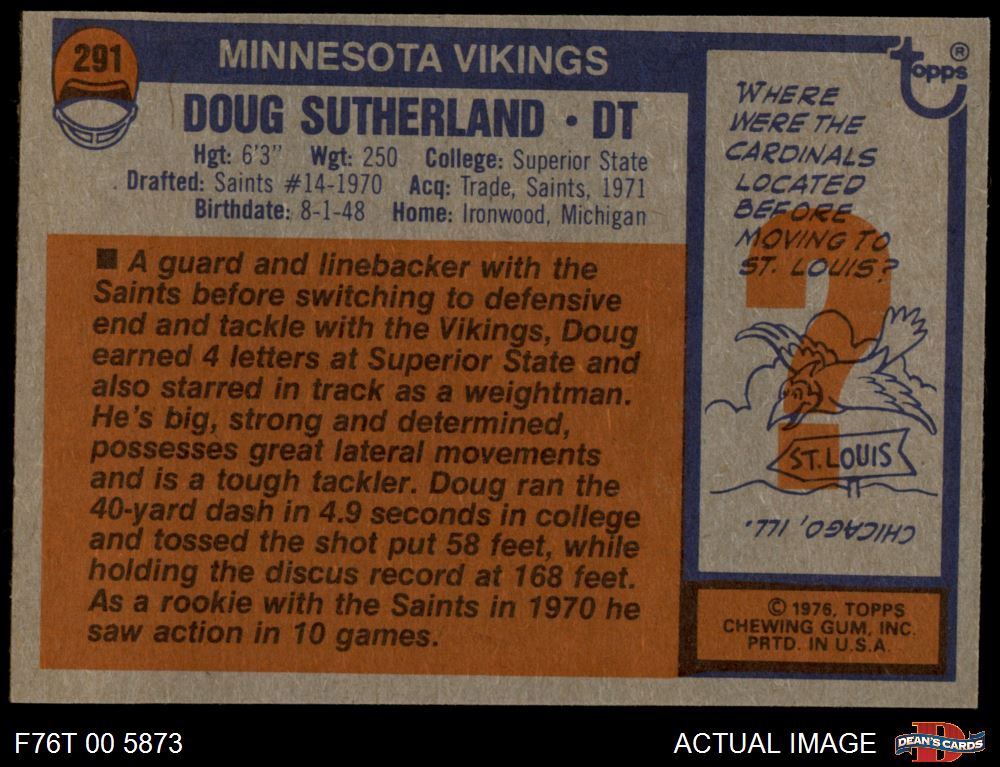 291
MINNESOTA VIKINGS
DOUG SUTHERLAND • DT
Hgt: 6'3" Wgt: 250 College: Superior State
Drafted: Saints #14-1970 Acq: Trade, Saints, 1971
Birthdate: 8-1-48 Home: Ironwood, Michigan
■ A guard and linebacker with the
Saints before switching to defensive
end and tackle with the Vikings, Doug
earned 4 letters at Superior State and
also starred in track as a weightman.
He's big, strong and determined,
possesses great lateral movements
and is a tough tackler. Doug ran the
40-yard dash in 4.9 seconds in college
and tossed the shot put 58 feet, while
holding the discus record at 168 feet.
As a rookie with the Saints in 1970 he
saw action in 10 games.
topps®
WHERE
WERE THE
CARDINALS
LOCATED
BEFORE
MOVING TO
ST. LOUIS?
?
ST. LOUIS
CHICAGO, ILL.
© 1976, TOPPS
CHEWING GUM, INC.
PRTD. IN U.S.A.
F76T 00 5873
ACTUAL IMAGE
D
DEAN'S CARDS